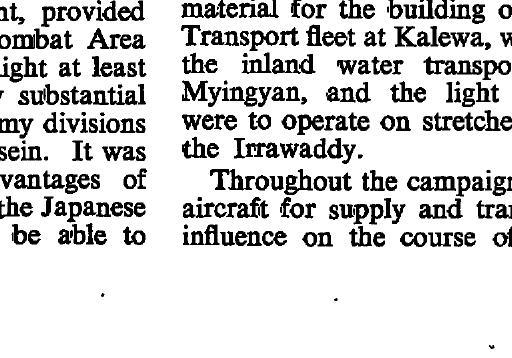 nt, provided
ombat Area
ight at least
substantial
my divisions
sein. It was
vantages of
the Japanese
be able to
material for the building o
Transport fleet at Kalewa, w
the inland water transpo
Myingyan, and the light
were to operate on stretche
the Irrawaddy.
Throughout the campaign
aircraft for supply and tra
influence on the course of